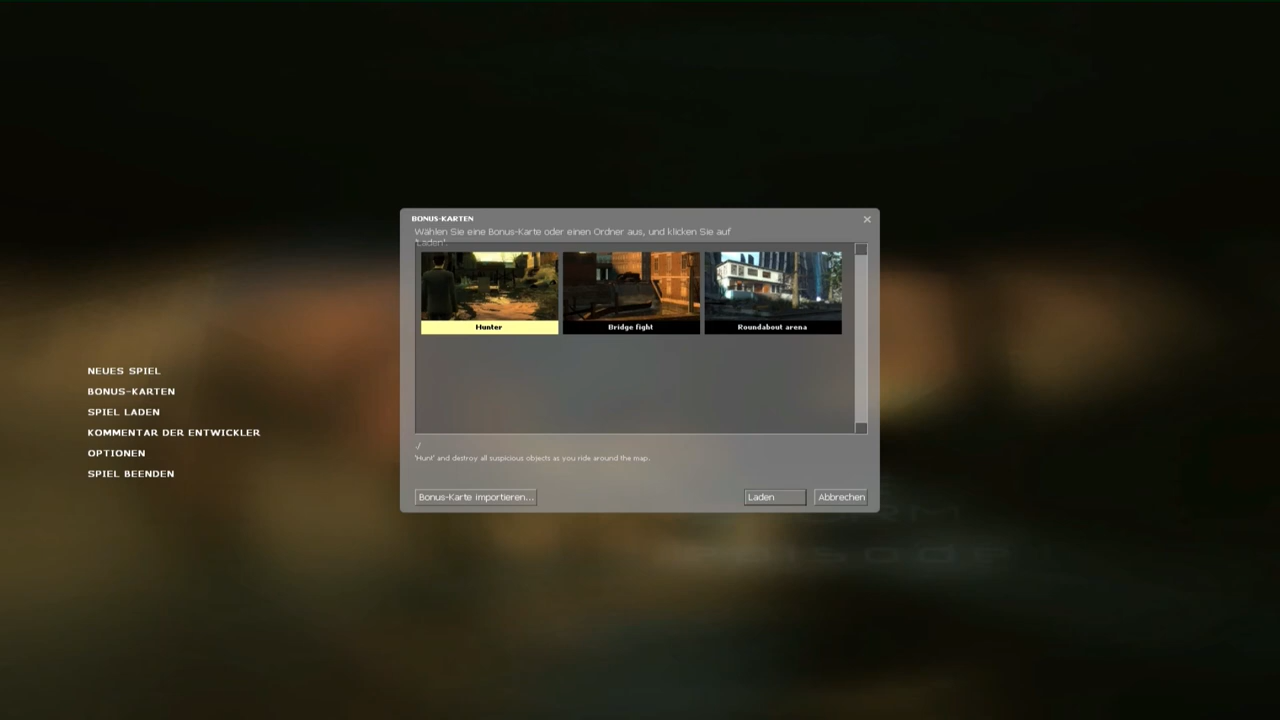 BONUS-KARTEN
Wählen Sie eine Bonus-Karte oder einen Ordner aus, und klicken Sie auf
'Laden'.
Hunter
Bridge fight
Roundabout arena
NEUES SPIEL
BONUS-KARTEN
SPIEL LADEN
KOMMENTAR DER ENTWICKLER
OPTIONEN
SPIEL BEENDEN
./
'Hunt' and destroy all suspicious objects as you ride around the map.
Bonus-Karte importieren...
Laden
Abbrechen
episode